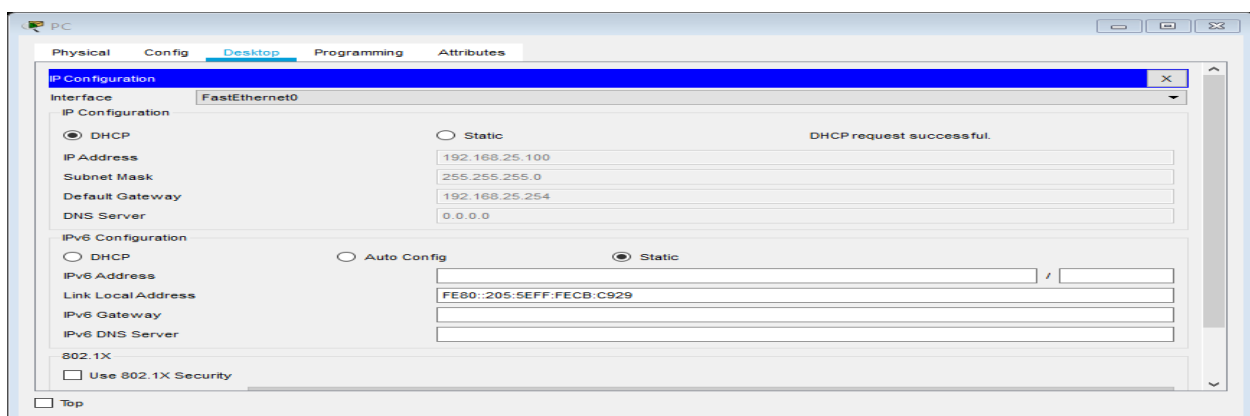 PC
Physical Config Desktop Programming Attributes
IP Configuration
Interface FastEthernet0
IP Configuration
DHCP Static DHCP request successful.
IP Address 192.168.25.100
Subnet Mask 255.255.255.0
Default Gateway 192.168.25.254
DNS Server 0.0.0.0
IPv6 Configuration
DHCP Auto Config Static
IPv6 Address /
Link Local Address FE80::205:5EFF:FECB:C929
IPv6 Gateway
IPv6 DNS Server
802.1X
Use 802.1X Security
Top